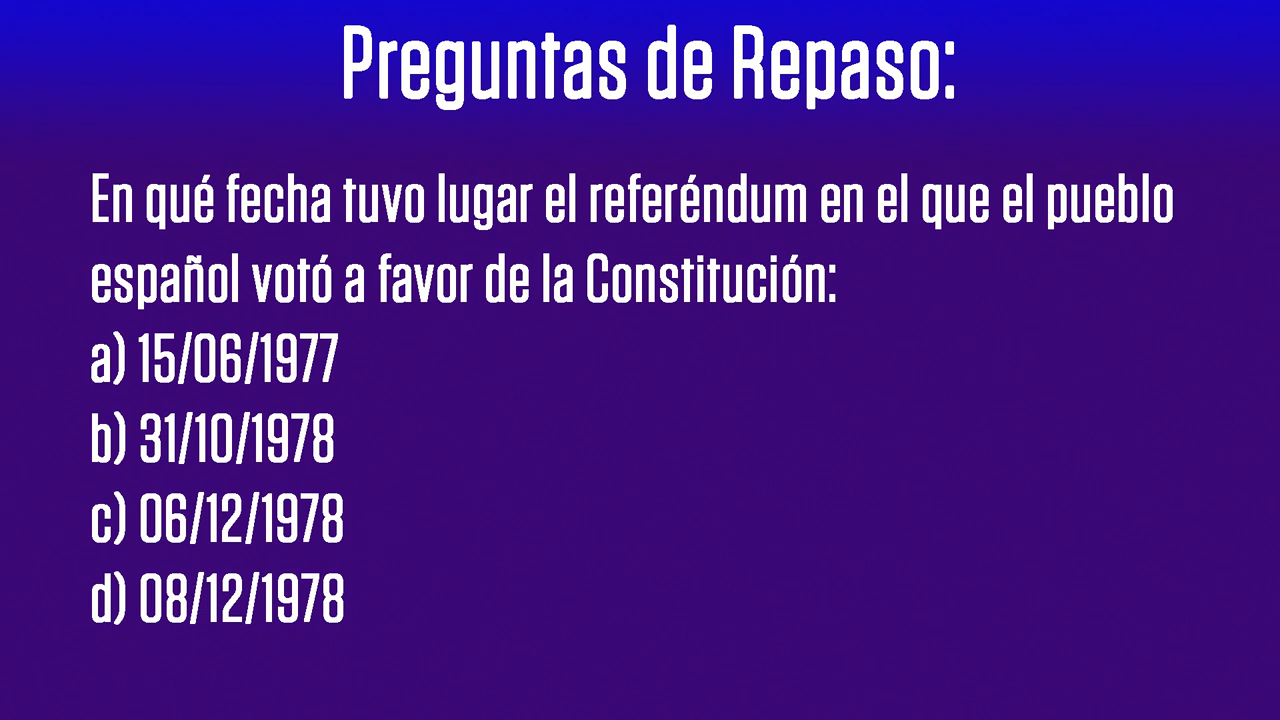 Preguntas de Repaso:
En qué fecha tuvo lugar el referéndum en el que el pueblo
español votó a favor de la Constitución:
a) 15/06/1977
b) 31/10/1978
c) 06/12/1978
d) 08/12/1978